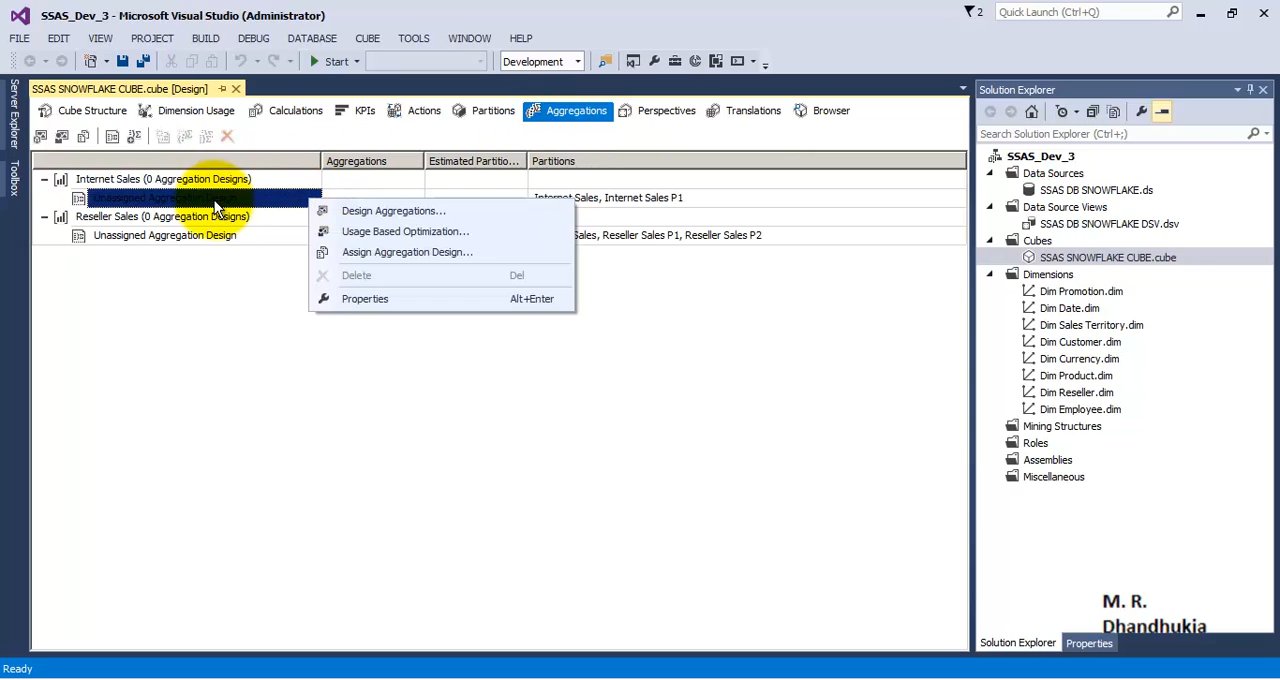 SSAS_Dev_3 - Microsoft Visual Studio (Administrator)
2
Quick Launch (Ctrl+Q)
FILE EDIT VIEW PROJECT BUILD DEBUG DATABASE CUBE TOOLS WINDOW HELP
Start
Development
Server Explorer
Toolbox
SSAS SNOWFLAKE CUBE.cube [Design]
Cube Structure Dimension Usage Calculations KPIs Actions Partitions Aggregations Perspectives Translations Browser
Aggregations Estimated Partitio... Partitions
Internet Sales (0 Aggregation Designs)
Unassigned Aggregation Design Internet Sales, Internet Sales P1
Reseller Sales (0 Aggregation Designs)
Unassigned Aggregation Design Sales, Reseller Sales P1, Reseller Sales P2
Design Aggregations...
Usage Based Optimization...
Assign Aggregation Design...
Delete Del
Properties Alt+Enter
Solution Explorer
Search Solution Explorer (Ctrl+;)
SSAS_Dev_3
Data Sources
SSAS DB SNOWFLAKE.ds
Data Source Views
SSAS DB SNOWFLAKE DSV.dsv
Cubes
SSAS SNOWFLAKE CUBE.cube
Dimensions
Dim Promotion.dim
Dim Date.dim
Dim Sales Territory.dim
Dim Customer.dim
Dim Currency.dim
Dim Product.dim
Dim Reseller.dim
Dim Employee.dim
Mining Structures
Roles
Assemblies
Miscellaneous
M. R.
Dhandhukia
Solution Explorer Properties
Ready